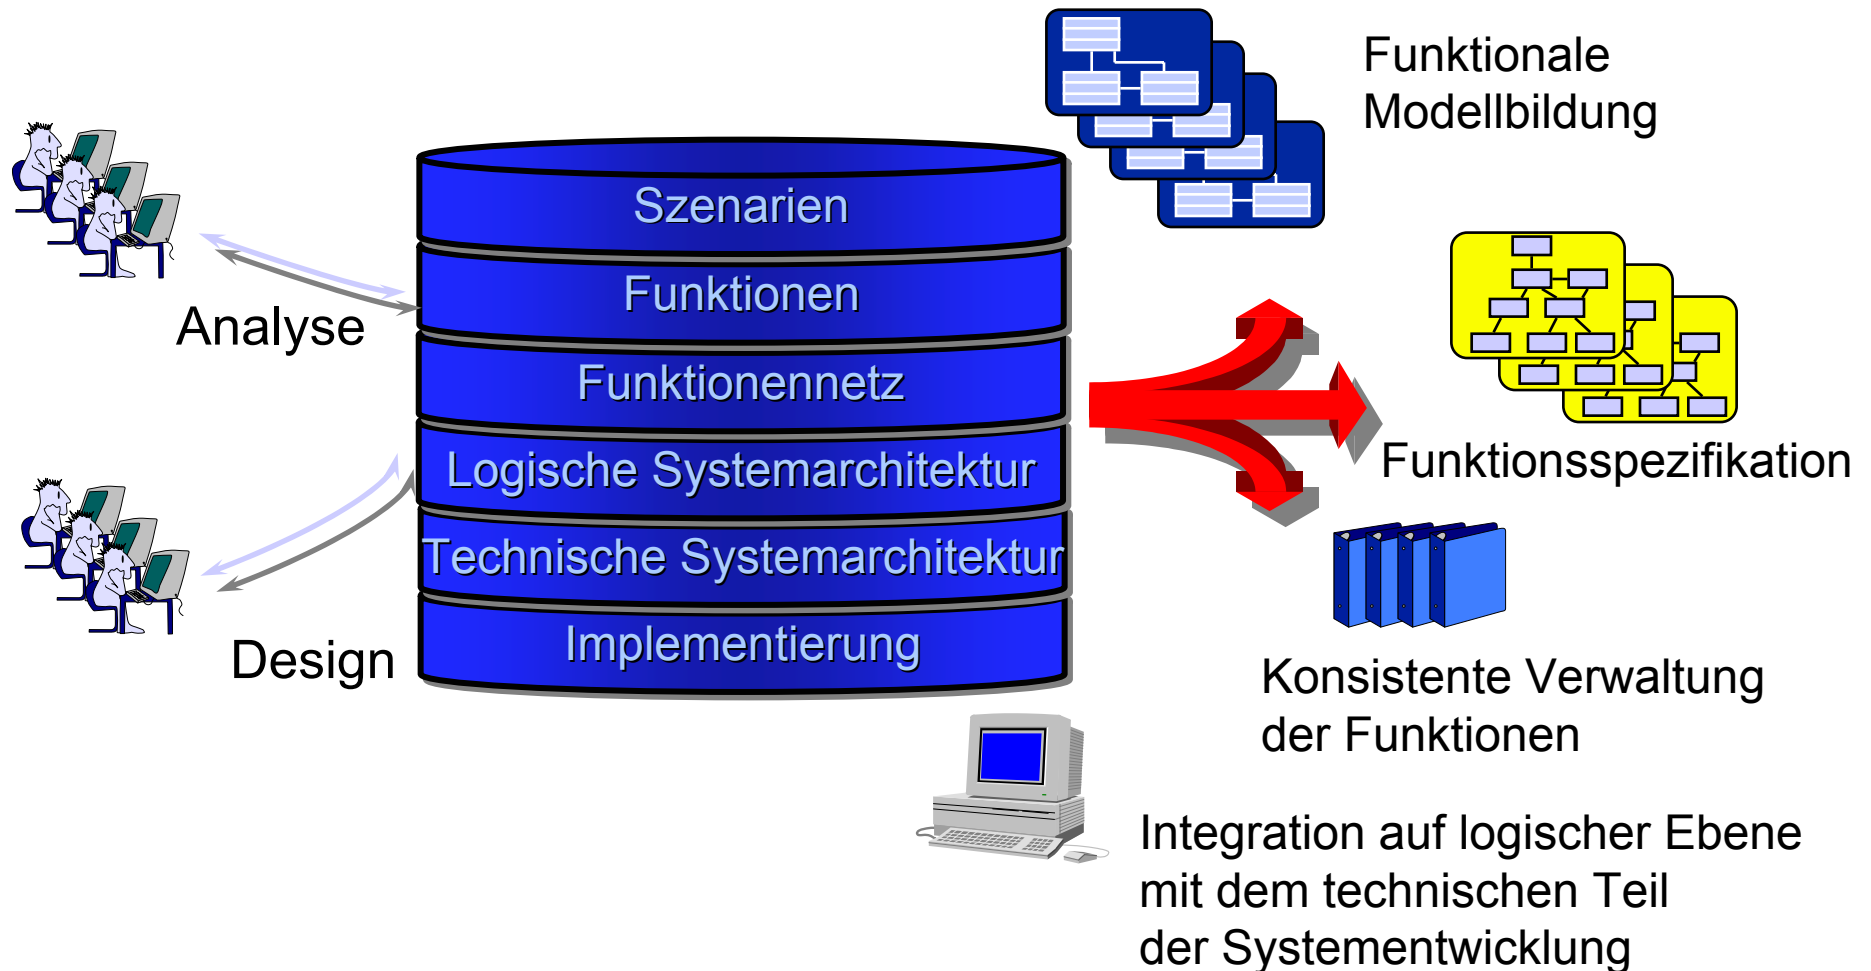 Funktionale
Modellbildung
Szenarien
Funktionen
Analyse
Funktionennetz
Logische Systemarchitektur
Funktionsspezifikation
Technische Systemarchitektur
Implementierung
Design
Konsistente Verwaltung
der Funktionen
Integration auf logischer Ebene
mit dem technischen Teil
der Systementwicklung